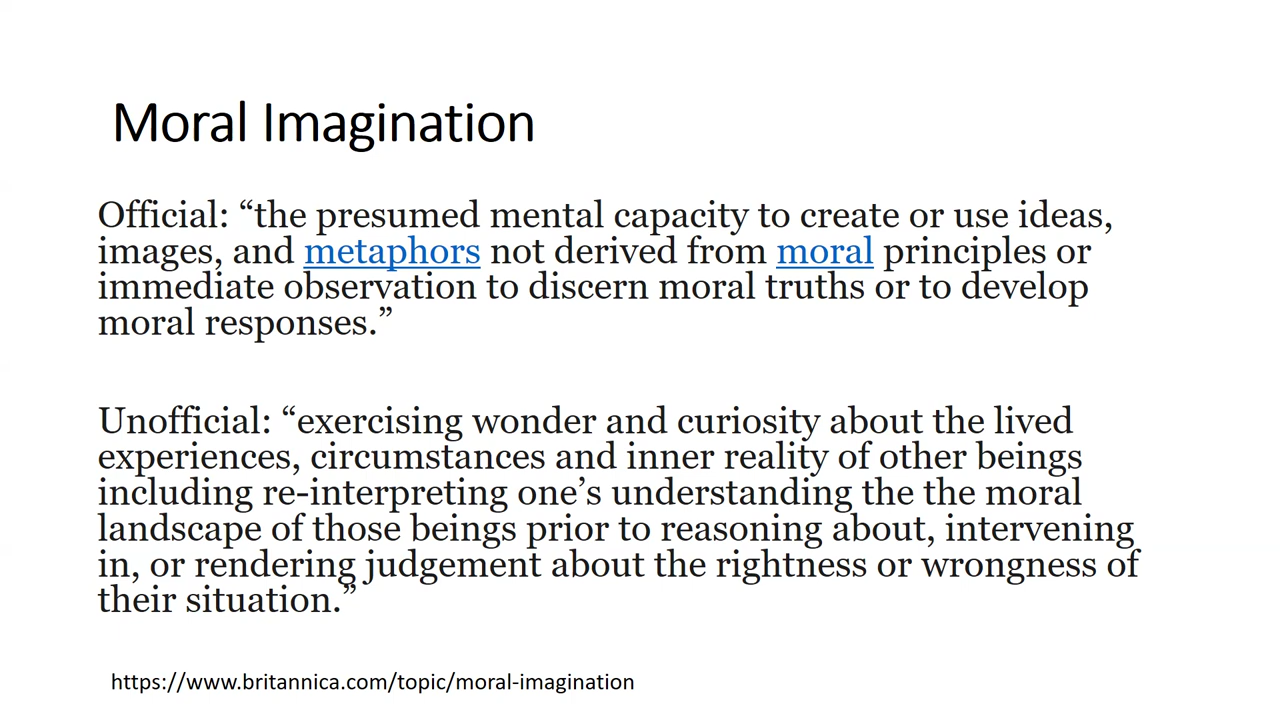 Moral Imagination
Official: “the presumed mental capacity to create or use ideas,
images, and metaphors not derived from moral principles or
immediate observation to discern moral truths or to develop
moral responses.”
Unofficial: “exercising wonder and curiosity about the lived
experiences, circumstances and inner reality of other beings
including re-interpreting one’s understanding the the moral
landscape of those beings prior to reasoning about, intervening
in, or rendering judgement about the rightness or wrongness of
their situation.”
https://www.britannica.com/topic/moral-imagination